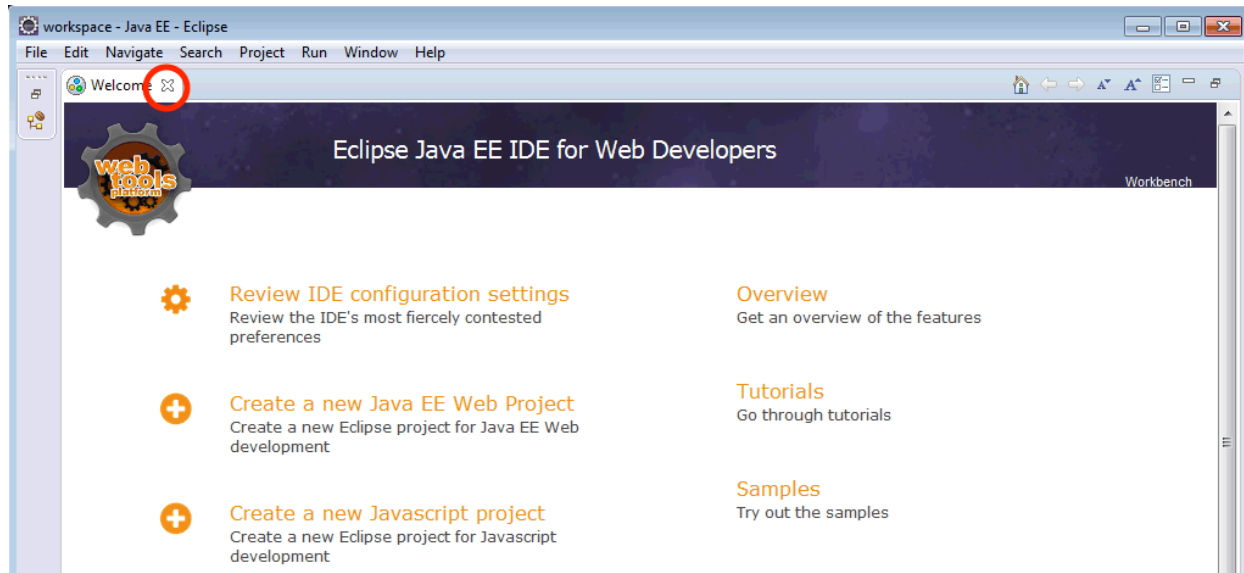 workspace - Java EE - Eclipse
File Edit Navigate Search Project Run Window Help
Welcome
Eclipse Java EE IDE for Web Developers
web
tools
platform
Workbench
Review IDE configuration settings
Review the IDE's most fiercely contested
preferences
Overview
Get an overview of the features
Create a new Java EE Web Project
Create a new Eclipse project for Java EE Web
development
Tutorials
Go through tutorials
Create a new Javascript project
Create a new Eclipse project for Javascript
development
Samples
Try out the samples